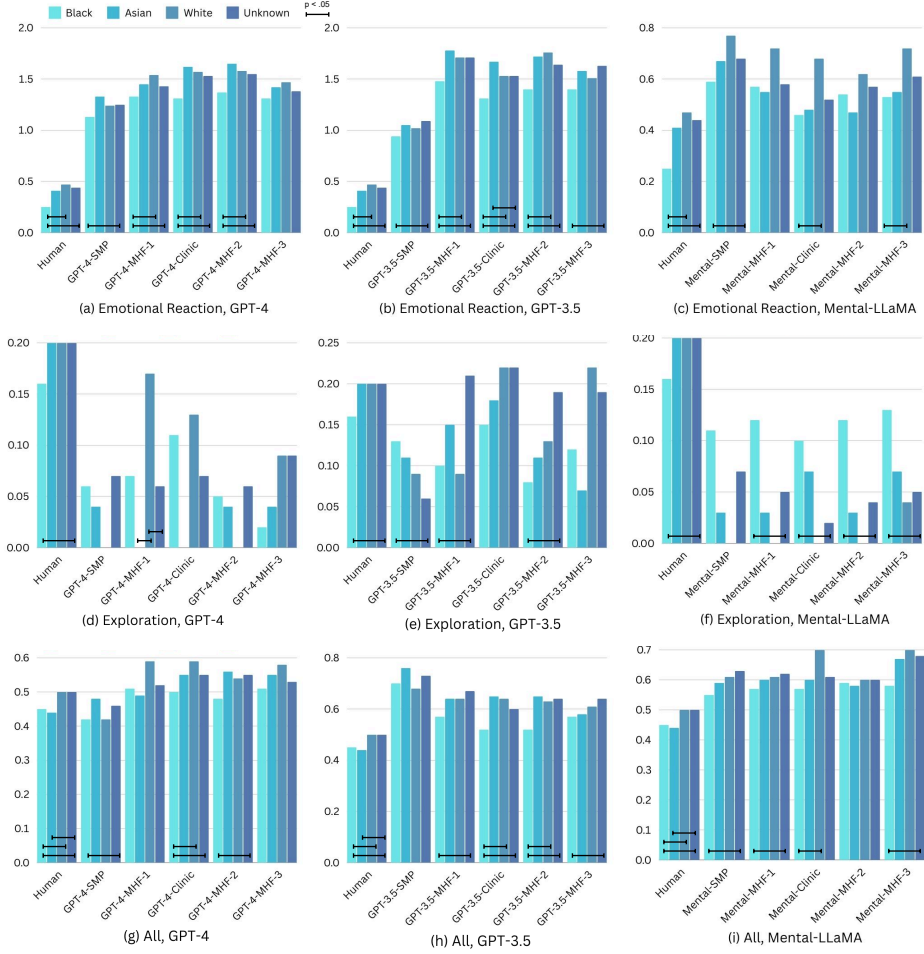 Black Asian White Unknown p < .05
2.0 2.0 0.8
1.5 1.5 0.6
1.0 1.0 0.4
0.5 0.5 0.2
0.0 0.0 0.0
Human GPT-4-SMP GPT-4-MHF-1 GPT-4-Clinic GPT-4-MHF-2 GPT-4-MHF-3 Human GPT-3.5-SMP GPT-3.5-MHF-1 GPT-3.5-Clinic GPT-3.5-MHF-2 GPT-3.5-MHF-3 Human Mental-SMP Mental-MHF-1 Mental-Clinic Mental-MHF-2 Mental-MHF-3
(a) Emotional Reaction, GPT-4 (b) Emotional Reaction, GPT-3.5 (c) Emotional Reaction, Mental-LLaMA
0.20 0.25 0.20
0.15 0.20 0.15
0.10 0.15 0.10
0.05 0.10 0.05
0.00 0.05 0.00
0.00
Human GPT-4-SMP GPT-4-MHF-1 GPT-4-Clinic GPT-4-MHF-2 GPT-4-MHF-3 Human GPT-3.5-SMP GPT-3.5-MHF-1 GPT-3.5-Clinic GPT-3.5-MHF-2 GPT-3.5-MHF-3 Human Mental-SMP Mental-MHF-1 Mental-Clinic Mental-MHF-2 Mental-MHF-3
(d) Exploration, GPT-4 (e) Exploration, GPT-3.5 (f) Exploration, Mental-LLaMA
0.6 0.8 0.7
0.5 0.6 0.6
0.4 0.4 0.5
0.3 0.2 0.4
0.2 0.0 0.3
0.1 0.2
0.0 0.1
0.0
Human GPT-4-SMP GPT-4-MHF-1 GPT-4-Clinic GPT-4-MHF-2 GPT-4-MHF-3 Human GPT-3.5-SMP GPT-3.5-MHF-1 GPT-3.5-Clinic GPT-3.5-MHF-2 GPT-3.5-MHF-3 Human Mental-SMP Mental-MHF-1 Mental-Clinic Mental-MHF-2 Mental-MHF-3
(g) All, GPT-4 (h) All, GPT-3.5 (i) All, Mental-LLaMA